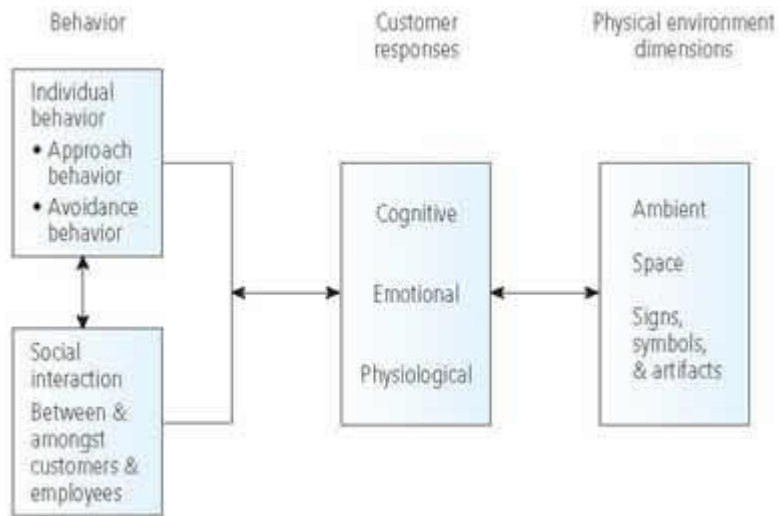 Behavior
Customer
responses
Physical environment
dimensions
Individual
behavior
• Approach
behavior
• Avoidance
behavior
Social
interaction
Between &
amongst
customers &
employees
Cognitive
Emotional
Physiological
Ambient
Space
Signs,
symbols,
& artifacts